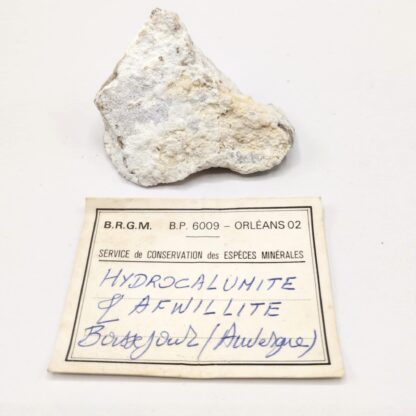 B.R.G.M. B.P. 6009 - ORLÉANS 02
SERVICE de CONSERVATION des ESPÈCES MINÉRALES
HYDROCALUMITE
& AFWILLITE
Boissejour (Auvergne)